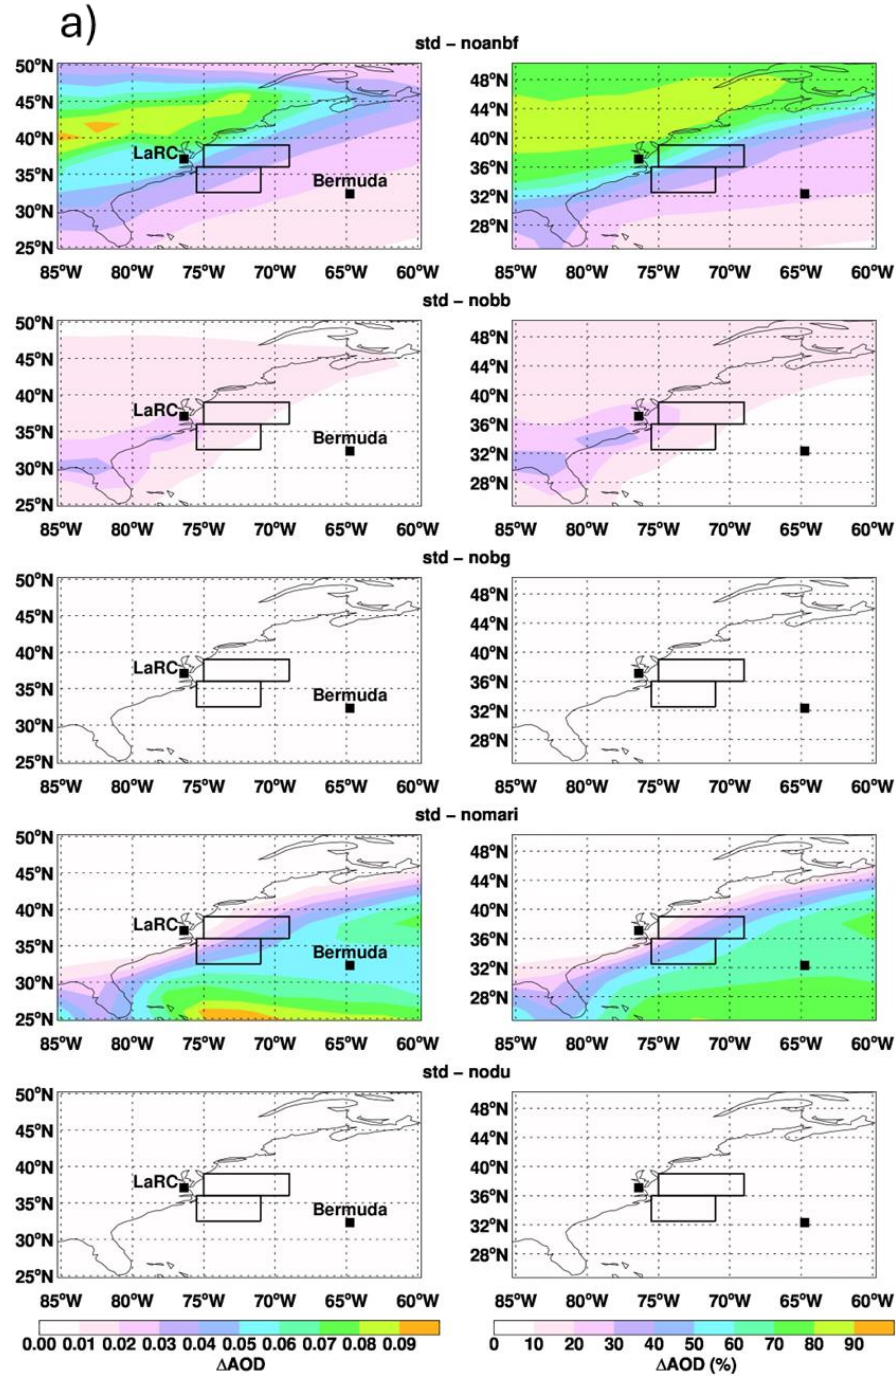 a)
std – noanbf
50°N
45°N
40°N
35°N
30°N
25°N
LaRC
Bermuda
85°W 80°W 75°W 70°W 65°W 60°W
48°N
44°N
40°N
36°N
32°N
28°N
85°W 80°W 75°W 70°W 65°W 60°W
std – nobb
50°N
45°N
40°N
35°N
30°N
25°N
LaRC
Bermuda
85°W 80°W 75°W 70°W 65°W 60°W
48°N
44°N
40°N
36°N
32°N
28°N
85°W 80°W 75°W 70°W 65°W 60°W
std – nobg
50°N
45°N
40°N
35°N
30°N
25°N
LaRC
Bermuda
85°W 80°W 75°W 70°W 65°W 60°W
48°N
44°N
40°N
36°N
32°N
28°N
85°W 80°W 75°W 70°W 65°W 60°W
std – nomari
50°N
45°N
40°N
35°N
30°N
25°N
LaRC
Bermuda
85°W 80°W 75°W 70°W 65°W 60°W
48°N
44°N
40°N
36°N
32°N
28°N
85°W 80°W 75°W 70°W 65°W 60°W
std – nodu
50°N
45°N
40°N
35°N
30°N
25°N
LaRC
Bermuda
85°W 80°W 75°W 70°W 65°W 60°W
48°N
44°N
40°N
36°N
32°N
28°N
85°W 80°W 75°W 70°W 65°W 60°W
0.00 0.01 0.02 0.03 0.04 0.05 0.06 0.07 0.08 0.09
ΔAOD
0 10 20 30 40 50 60 70 80 90
ΔAOD (%)